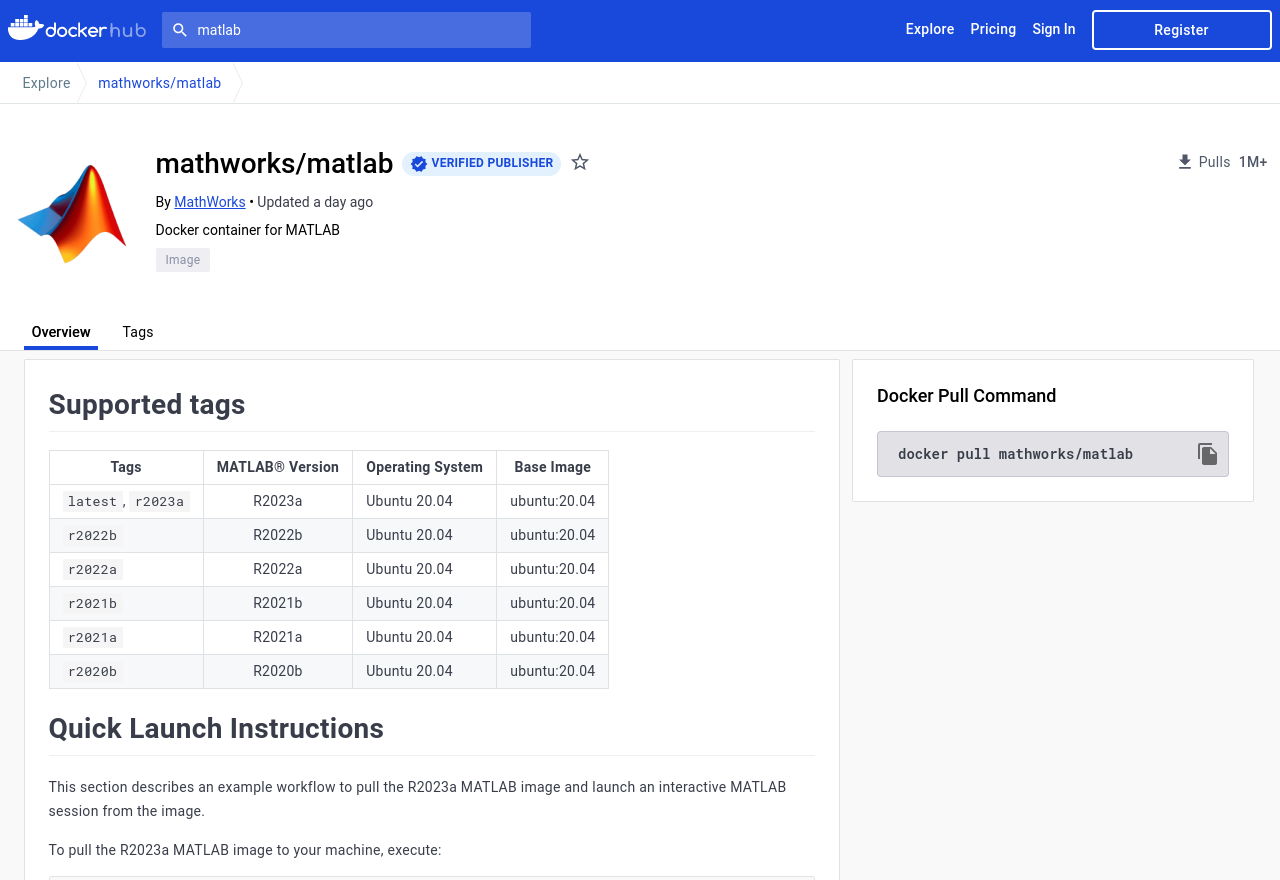 dockerhub
matlab
Explore
Pricing
Sign In
Register
Explore
mathworks/matlab
mathworks/matlab
VERIFIED PUBLISHER
Pulls 1M+
By MathWorks • Updated a day ago
Docker container for MATLAB
Image
Overview
Tags
Supported tags
Tags MATLAB® Version Operating System Base Image
latest, r2023a R2023a Ubuntu 20.04 ubuntu:20.04
r2022b R2022b Ubuntu 20.04 ubuntu:20.04
r2022a R2022a Ubuntu 20.04 ubuntu:20.04
r2021b R2021b Ubuntu 20.04 ubuntu:20.04
r2021a R2021a Ubuntu 20.04 ubuntu:20.04
r2020b R2020b Ubuntu 20.04 ubuntu:20.04
Quick Launch Instructions
This section describes an example workflow to pull the R2023a MATLAB image and launch an interactive MATLAB
session from the image.
To pull the R2023a MATLAB image to your machine, execute:
Docker Pull Command
docker pull mathworks/matlab